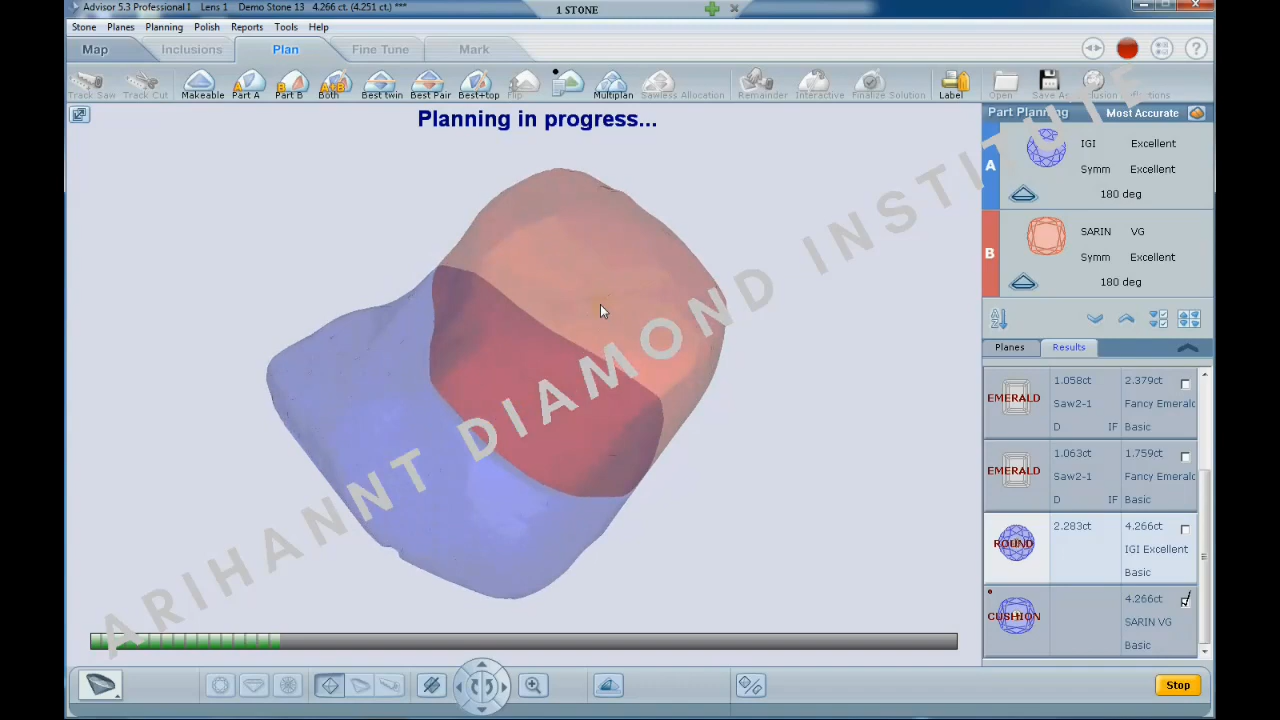 Advisor 5.3 Professional I Lens 1 Demo Stone 13 4.266 ct. (4.251 ct.) ***
1 STONE
Stone Planes Planning Polish Reports Tools Help
Map Inclusions Plan Fine Tune Mark
Track Saw Track Cut Makeable Part A Part B Both Best twin Best Pair Best+top Flip Multiplan Sawless Allocation Remainder Interactive Finalize Solution Label Open Save As
Planning in progress...
Part Planning Most Accurate
A
IGI Excellent
Symm Excellent
180 deg
B
SARIN VG
Symm Excellent
180 deg
Planes Results
EMERALD
1.058ct 2.379ct
Saw2-1 Fancy Emerald
D IF Basic
EMERALD
1.063ct 1.759ct
Saw2-1 Fancy Emerald
D IF Basic
ROUND
2.283ct 4.266ct
IGI Excellent
Basic
CUSHION
4.266ct
SARIN VG
Basic
ARIHANNT DIAMOND INSTITUTE
Stop